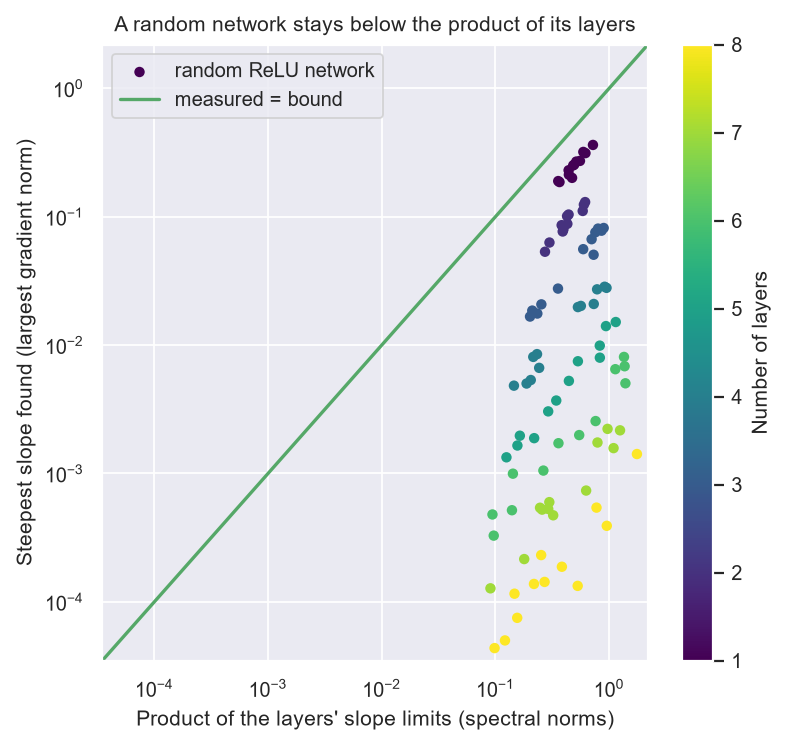 A random network stays below the product of its layers
random ReLU network
measured = bound
10⁰
10⁻¹
10⁻²
10⁻³
10⁻⁴
Steepest slope found (largest gradient norm)
10⁻⁴ 10⁻³ 10⁻² 10⁻¹ 10⁰
Product of the layers' slope limits (spectral norms)
8
7
6
5
4
3
2
1
Number of layers